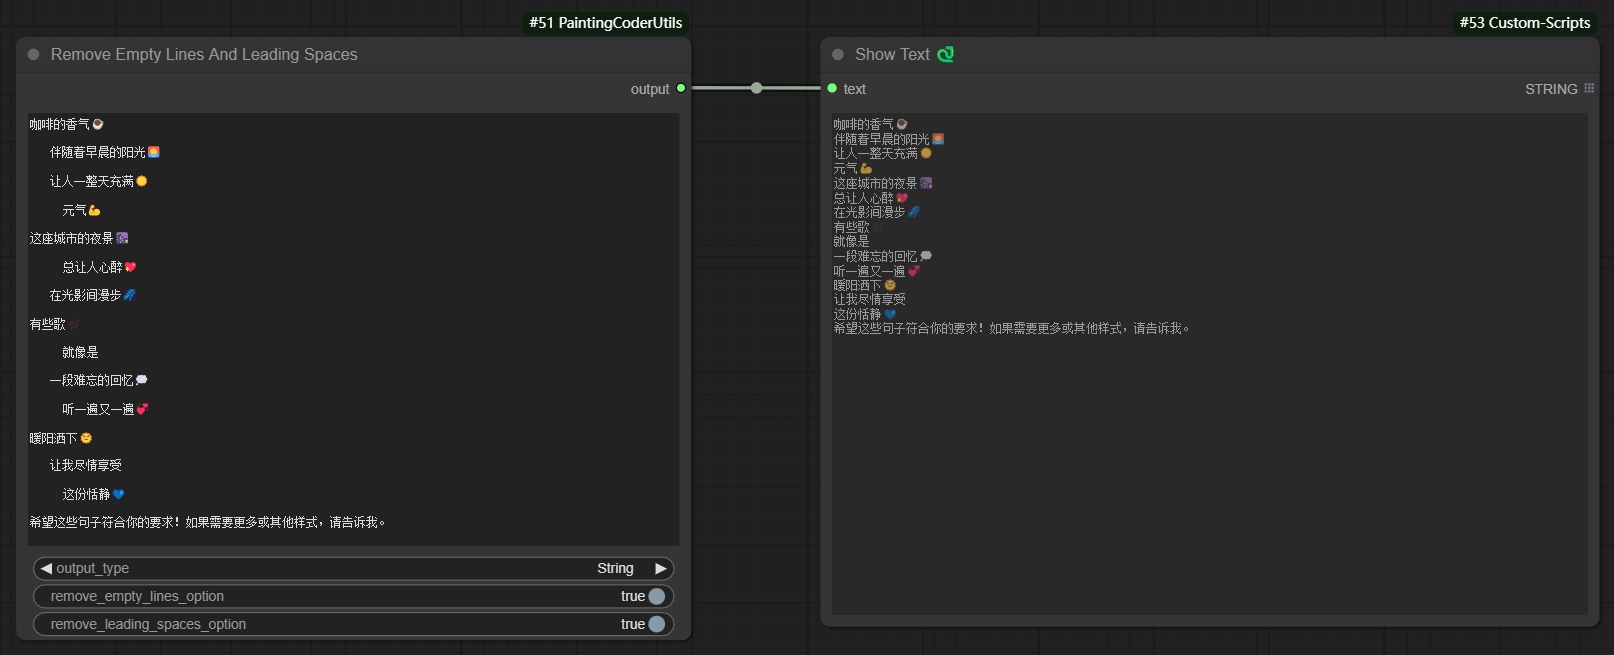 #51 PaintingCoderUtils
Remove Empty Lines And Leading Spaces
output
咖啡的香气☕
伴随着早晨的阳光🌅
让人一整天充满☀️
元气💪
这座城市的夜景🌆
总让人心醉💖
在光影间漫步🌌
有些歌🎶
就像是
一段难忘的回忆💭
听一遍又一遍💞
暖阳洒下🌞
让我尽情享受
这份恬静💙
希望这些句子符合你的要求！如果需要更多或其他样式，请告诉我。
output_type String
remove_empty_lines_option true
remove_leading_spaces_option true
#53 Custom-Scripts
Show Text 🐍
text STRING
咖啡的香气☕
伴随着早晨的阳光🌅
让人一整天充满☀️
元气💪
这座城市的夜景🌆
总让人心醉💖
在光影间漫步🌌
有些歌🎶
就像是
一段难忘的回忆💭
听一遍又一遍💞
暖阳洒下🌞
让我尽情享受
这份恬静💙
希望这些句子符合你的要求！如果需要更多或其他样式，请告诉我。